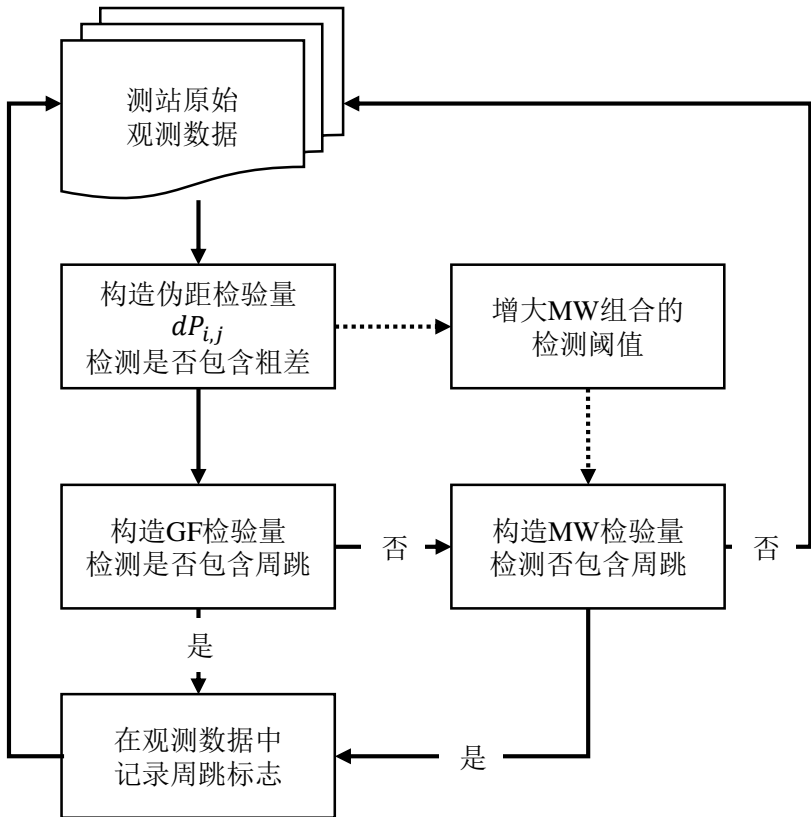 测站原始
观测数据
构造伪距检验量
dP_{i,j}
检测是否包含粗差
增大MW组合的
检测阈值
构造GF检验量
检测是否包含周跳
否
构造MW检验量
检测否包含周跳
否
是
在观测数据中
记录周跳标志
是